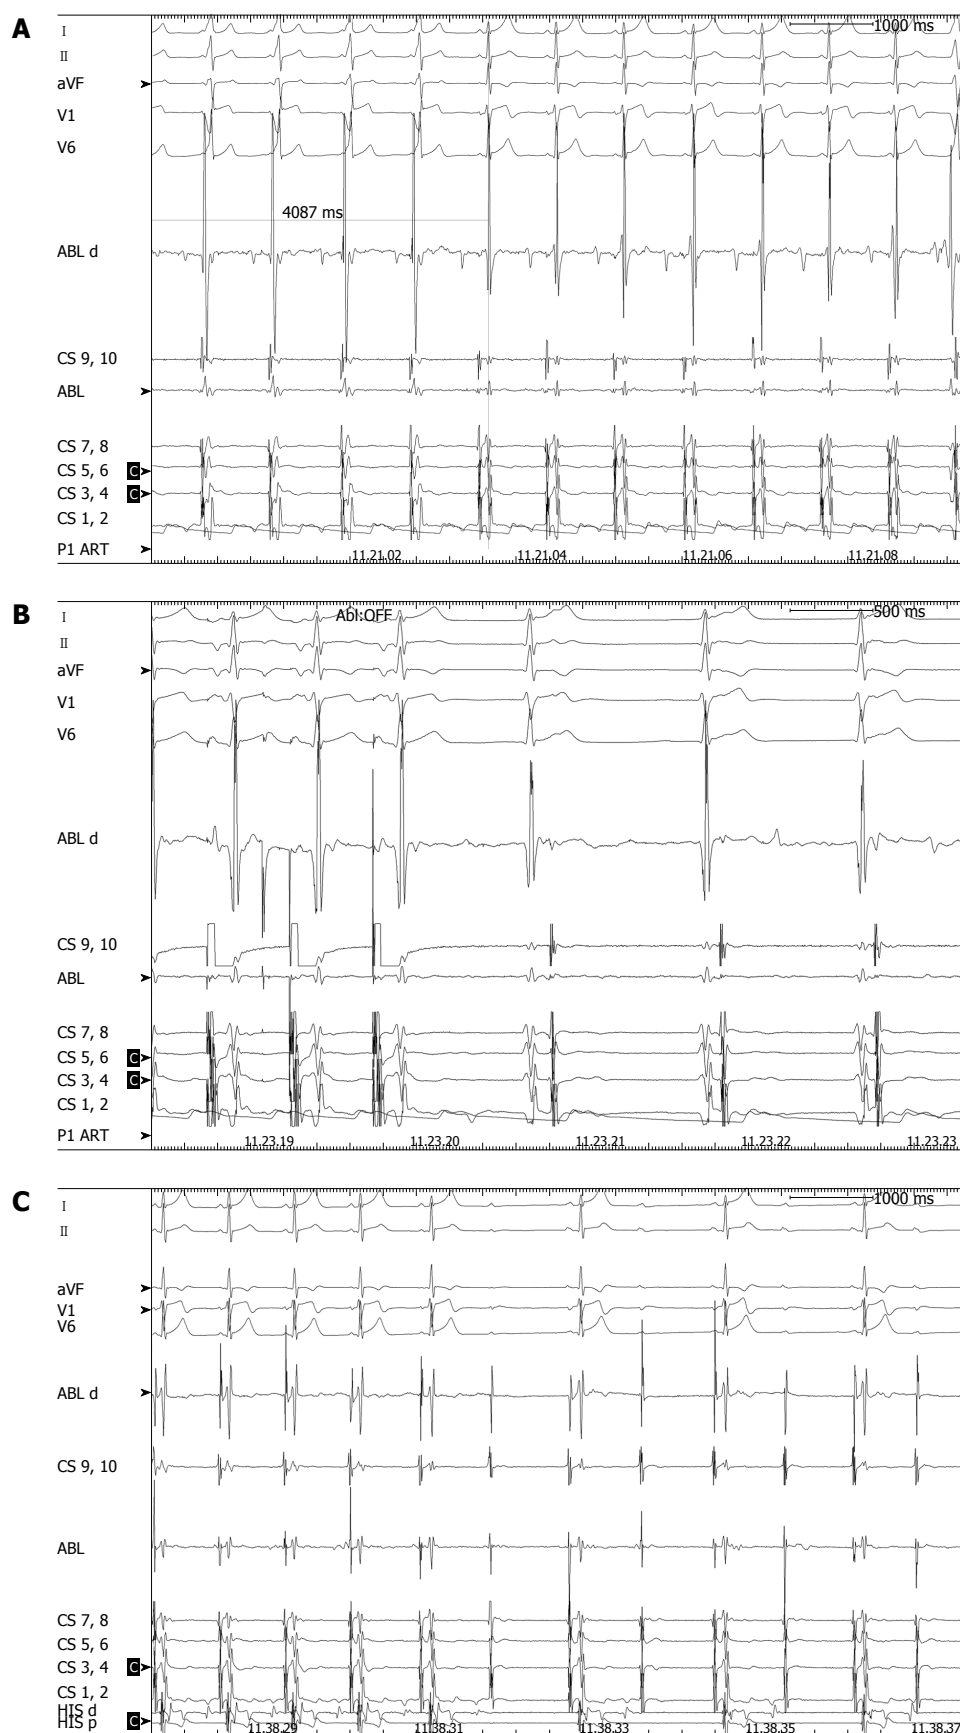 A
I
1000 ms
II
aVF
V1
V6
4087 ms
ABL d
CS 9, 10
ABL
CS 7, 8
CS 5, 6 C
CS 3, 4 C
CS 1, 2
P1 ART
11.21.02 11.21.04 11.21.06 11.21.08
B
I Abl:OFF 500 ms
II
aVF
V1
V6
ABL d
CS 9, 10
ABL
CS 7, 8
CS 5, 6 C
CS 3, 4 C
CS 1, 2
P1 ART
11.23.19 11.23.20 11.23.21 11.23.22 11.23.23
C
I 1000 ms
II
aVF
V1
V6
ABL d
CS 9, 10
ABL
CS 7, 8
CS 5, 6
CS 3, 4 C
CS 1, 2
HIS d
HIS p C
11.38.29 11.38.31 11.38.33 11.38.35 11.38.37